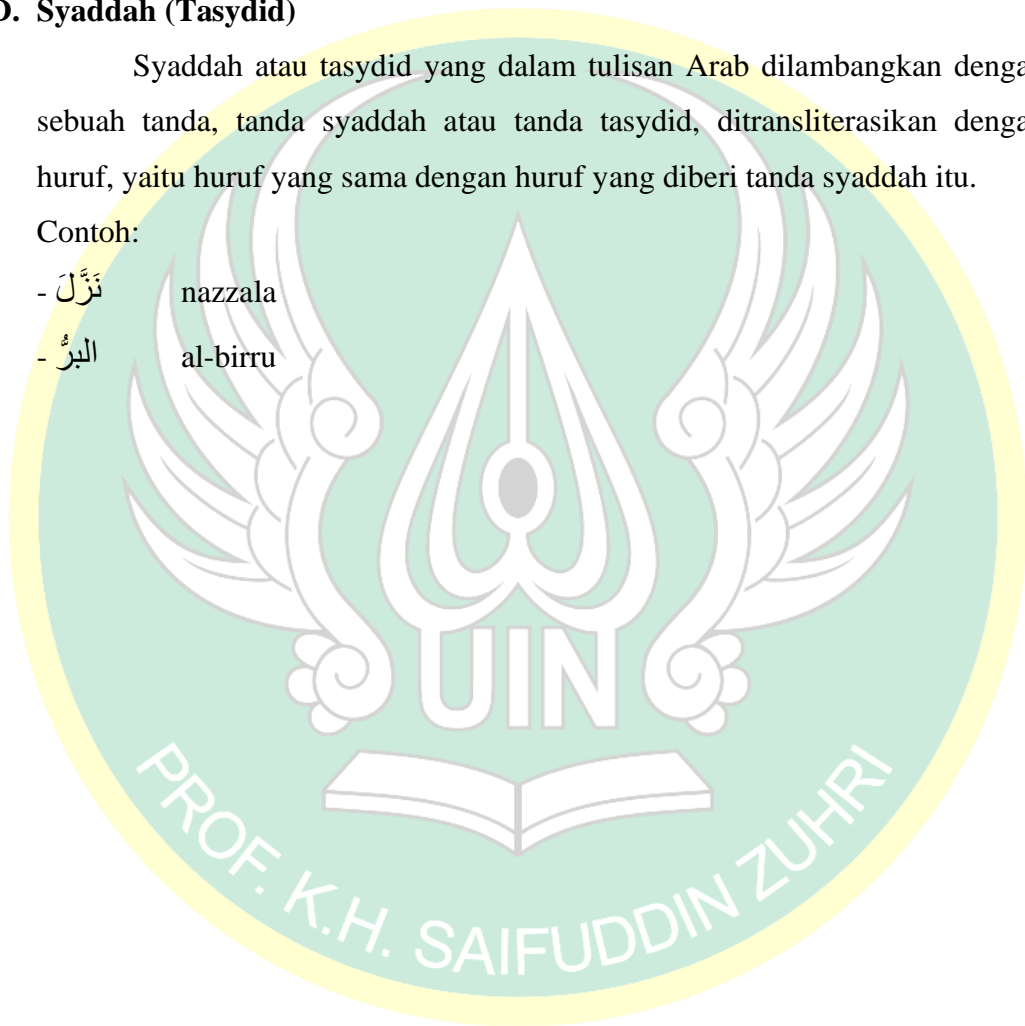 D. Syaddah (Tasydid)
Syaddah atau tasydid yang dalam tulisan Arab dilambangkan denga
sebuah tanda, tanda syaddah atau tanda tasydid, ditransliterasikan denga
huruf, yaitu huruf yang sama dengan huruf yang diberi tanda syaddah itu.
Contoh:
- نَزَّلَ nazzala
- البرُّ al-birru
UIN
PROF. K.H. SAIFUDDIN ZUHRI